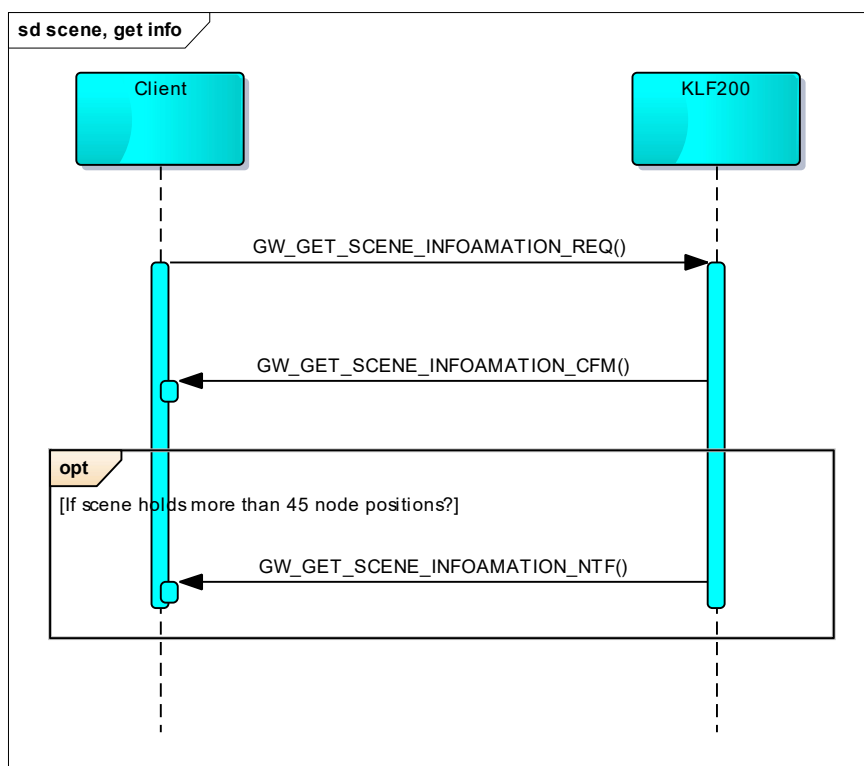 sd scene, get info
Client
KLF200
GW_GET_SCENE_INFOAMATION_REQ()
GW_GET_SCENE_INFOAMATION_CFM()
opt
[If scene holds more than 45 node positions?]
GW_GET_SCENE_INFOAMATION_NTF()